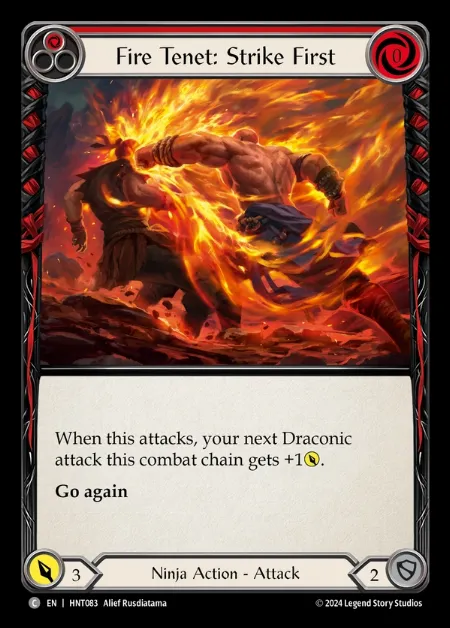 Fire Tenet: Strike First
0
When this attacks, your next Draconic
attack this combat chain gets +1.
Go again
3
Ninja Action - Attack
2
C EN | HNT083 Alief Rusdiatama
© 2024 Legend Story Studios